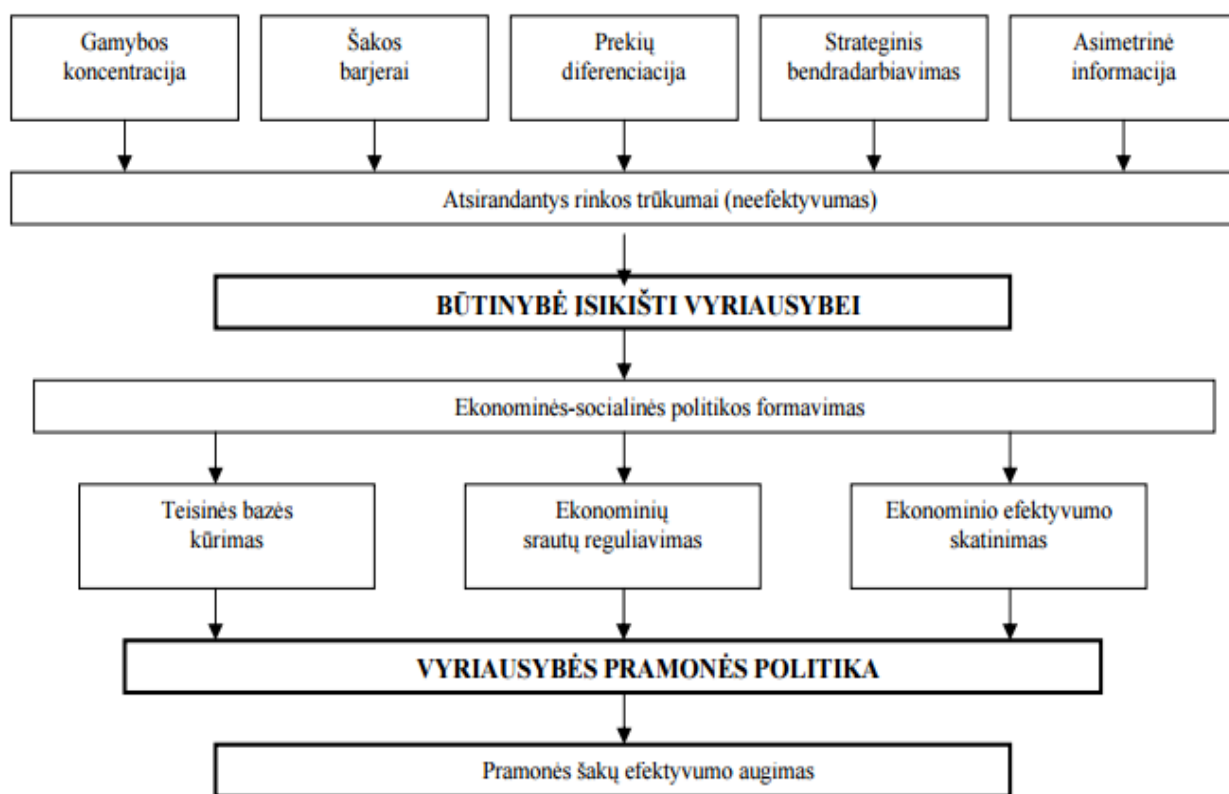 Gamybos
koncentracija
Šakos
barjerai
Prekių
diferenciacija
Strateginis
bendradarbiavimas
Asimetrinė
informacija
Atsirandantys rinkos trūkumai (neefektyvumas)
BŪTINYBĖ ĮSIKIŠTI VYRIAUSYBEI
Ekonominės-socialinės politikos formavimas
Teisinės bazės
kūrimas
Ekonominių
srautų reguliavimas
Ekonominio efektyvumo
skatinimas
VYRIAUSYBĖS PRAMONĖS POLITIKA
Pramonės šakų efektyvumo augimas